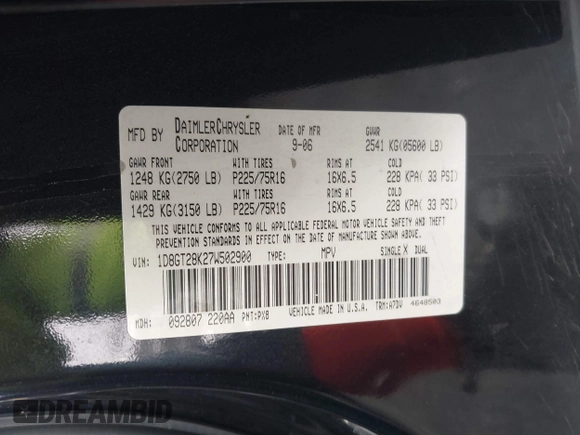 MFD BY DAIMLERCHRYSLER CORPORATION
DATE OF MFR 9-06
GVWR 2541 KG(05600 LB)
GAWR FRONT WITH TIRES RIMS AT COLD
1248 KG(2750 LB) P225/75R16 16X6.5 228 KPA( 33 PSI)
GAWR REAR WITH TIRES RIMS AT COLD
1429 KG(3150 LB) P225/75R16 16X6.5 228 KPA( 33 PSI)
THIS VEHICLE CONFORMS TO ALL APPLICABLE FEDERAL MOTOR VEHICLE SAFETY AND THEFT
PREVENTION STANDARDS IN EFFECT ON THE DATE OF MANUFACTURE SHOWN ABOVE.
VIN: 1D8GT28K27W502900 TYPE: MPV SINGLE X DUAL
MDH: 092807 220AA PNT:PX8 VEHICLE MADE IN U.S.A. TRM:A7DV 4648503
DREAMBID